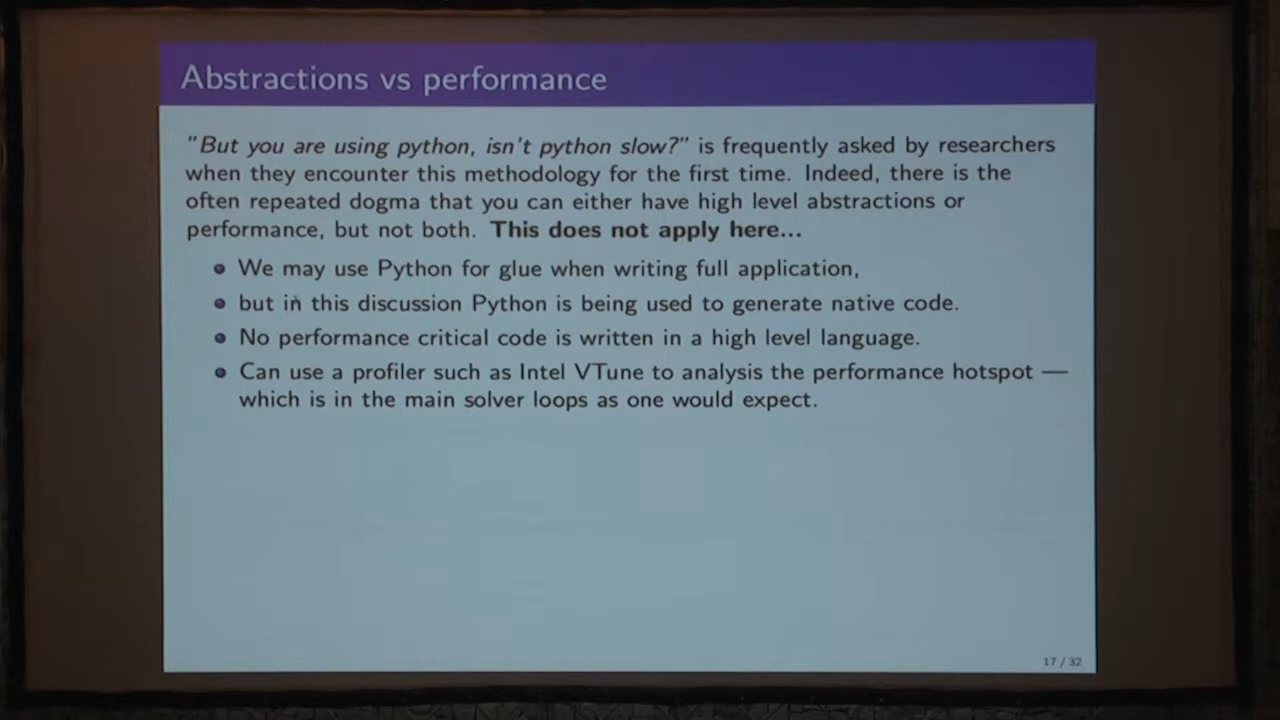 Abstractions vs performance
"But you are using python, isn't python slow?" is frequently asked by researchers
when they encounter this methodology for the first time. Indeed, there is the
often repeated dogma that you can either have high level abstractions or
performance, but not both. This does not apply here...
We may use Python for glue when writing full application,
but in this discussion Python is being used to generate native code.
No performance critical code is written in a high level language.
Can use a profiler such as Intel VTune to analysis the performance hotspot —
which is in the main solver loops as one would expect.
17 / 32